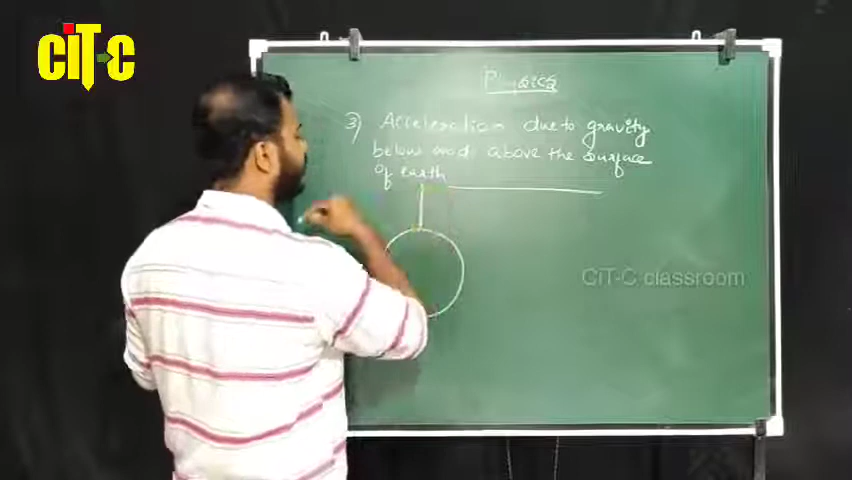 CiT-C
Physics
3) Acceleration due to gravity
below and above the surface
of earth
CiT-C classroom